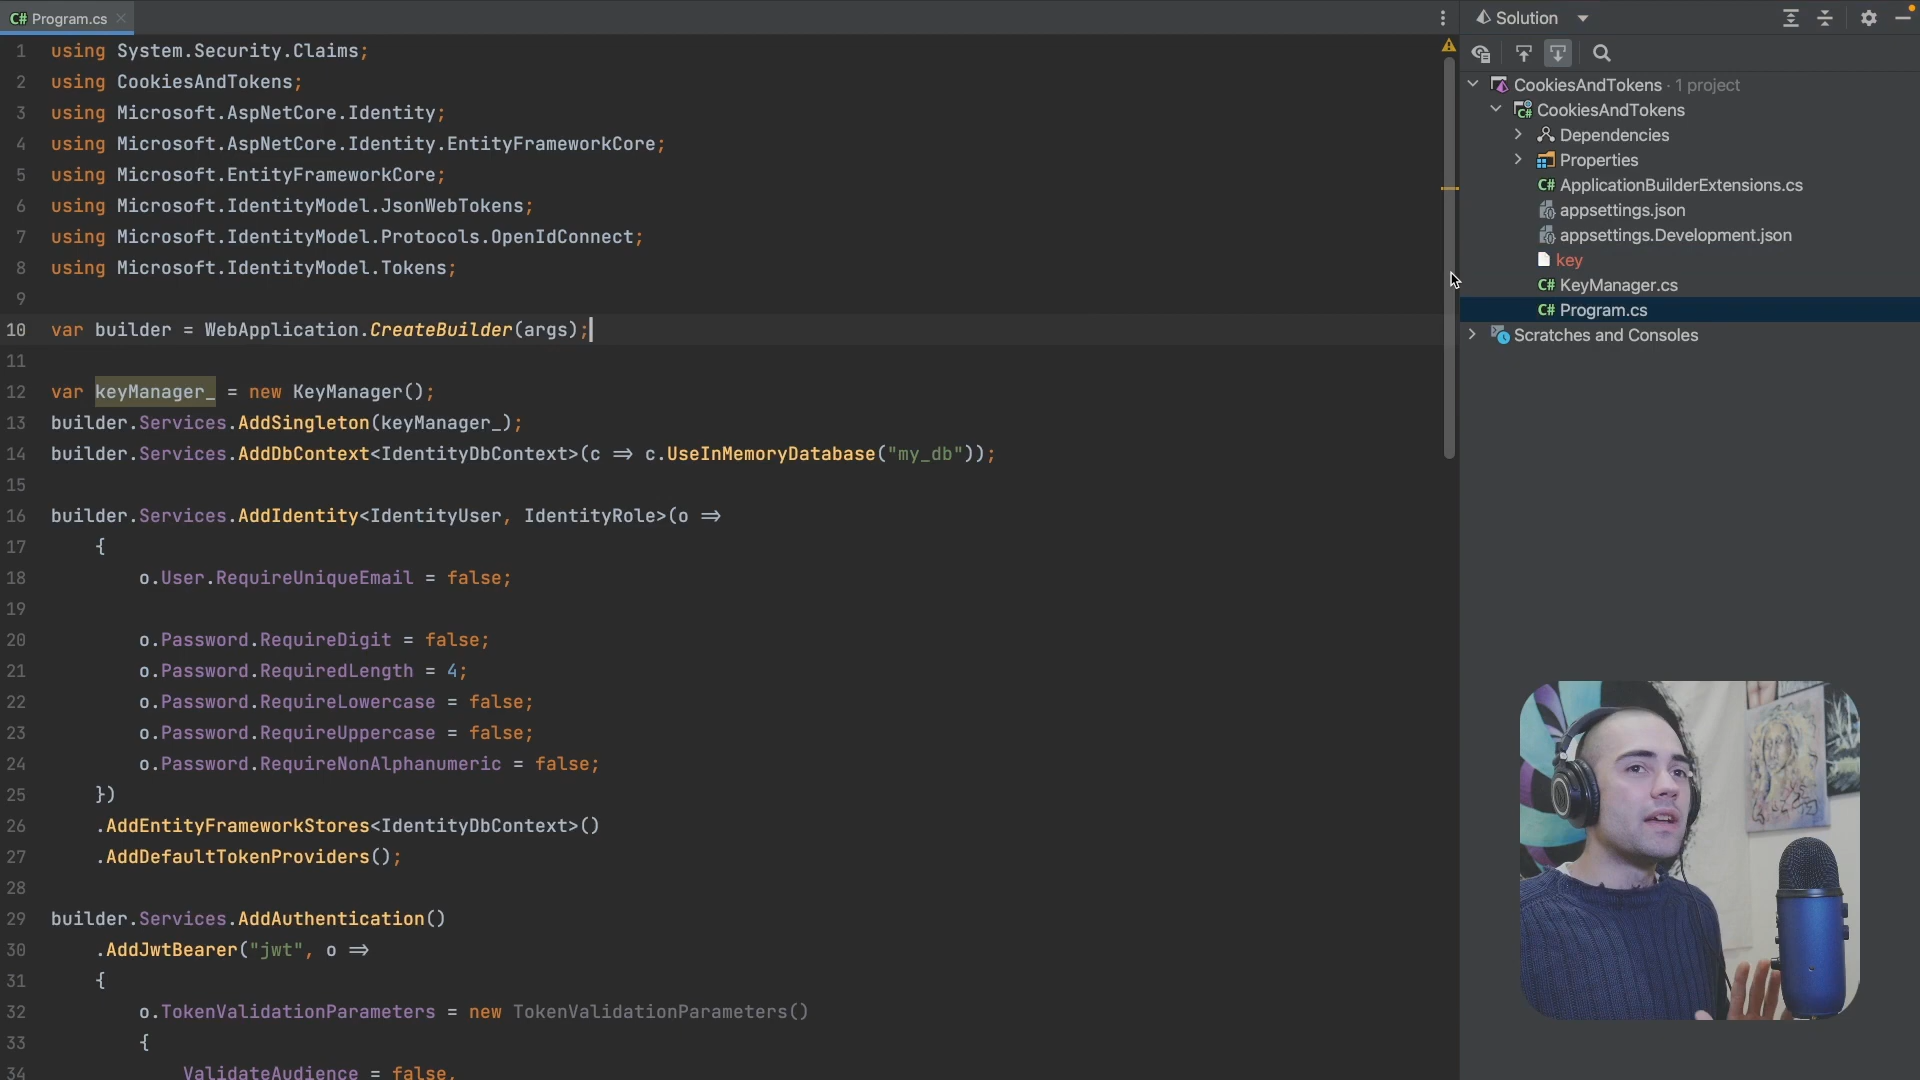 C# Program.cs
1 using System.Security.Claims;
2 using CookiesAndTokens;
3 using Microsoft.AspNetCore.Identity;
4 using Microsoft.AspNetCore.Identity.EntityFrameworkCore;
5 using Microsoft.EntityFrameworkCore;
6 using Microsoft.IdentityModel.JsonWebTokens;
7 using Microsoft.IdentityModel.Protocols.OpenIdConnect;
8 using Microsoft.IdentityModel.Tokens;
9
10 var builder = WebApplication.CreateBuilder(args);
11
12 var keyManager_ = new KeyManager();
13 builder.Services.AddSingleton(keyManager_);
14 builder.Services.AddDbContext<IdentityDbContext>(c => c.UseInMemoryDatabase("my_db"));
15
16 builder.Services.AddIdentity<IdentityUser, IdentityRole>(o =>
17 {
18 o.User.RequireUniqueEmail = false;
19
20 o.Password.RequireDigit = false;
21 o.Password.RequiredLength = 4;
22 o.Password.RequireLowercase = false;
23 o.Password.RequireUppercase = false;
24 o.Password.RequireNonAlphanumeric = false;
25 })
26 .AddEntityFrameworkStores<IdentityDbContext>()
27 .AddDefaultTokenProviders();
28
29 builder.Services.AddAuthentication()
30 .AddJwtBearer("jwt", o =>
31 {
32 o.TokenValidationParameters = new TokenValidationParameters()
33 {
34 ValidateAudience = false,
Solution
CookiesAndTokens · 1 project
C# CookiesAndTokens
Dependencies
Properties
C# ApplicationBuilderExtensions.cs
appsettings.json
appsettings.Development.json
key
C# KeyManager.cs
C# Program.cs
Scratches and Consoles